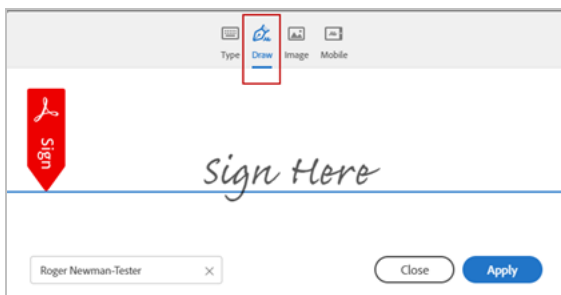 Type Draw Image Mobile
Sign
Sign Here
Roger Newman-Tester
Close Apply